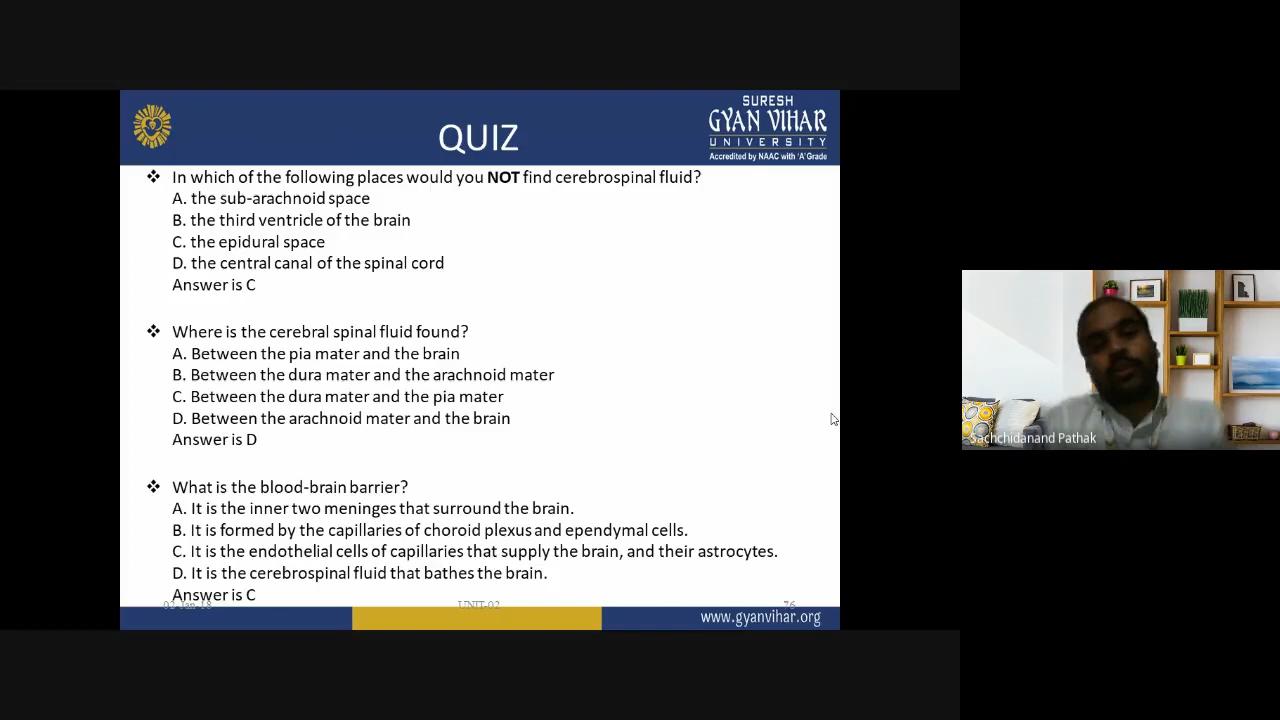 SURESH
GYAN VIHAR
UNIVERSITY
Accredited by NAAC with 'A' Grade
QUIZ
❖ In which of the following places would you NOT find cerebrospinal fluid?
A. the sub-arachnoid space
B. the third ventricle of the brain
C. the epidural space
D. the central canal of the spinal cord
Answer is C
❖ Where is the cerebral spinal fluid found?
A. Between the pia mater and the brain
B. Between the dura mater and the arachnoid mater
C. Between the dura mater and the pia mater
D. Between the arachnoid mater and the brain
Answer is D
❖ What is the blood-brain barrier?
A. It is the inner two meninges that surround the brain.
B. It is formed by the capillaries of choroid plexus and ependymal cells.
C. It is the endothelial cells of capillaries that supply the brain, and their astrocytes.
D. It is the cerebrospinal fluid that bathes the brain.
Answer is C
02-Jan-18 UNIT-02 76
www.gyanvihar.org
Sachchidanand Pathak